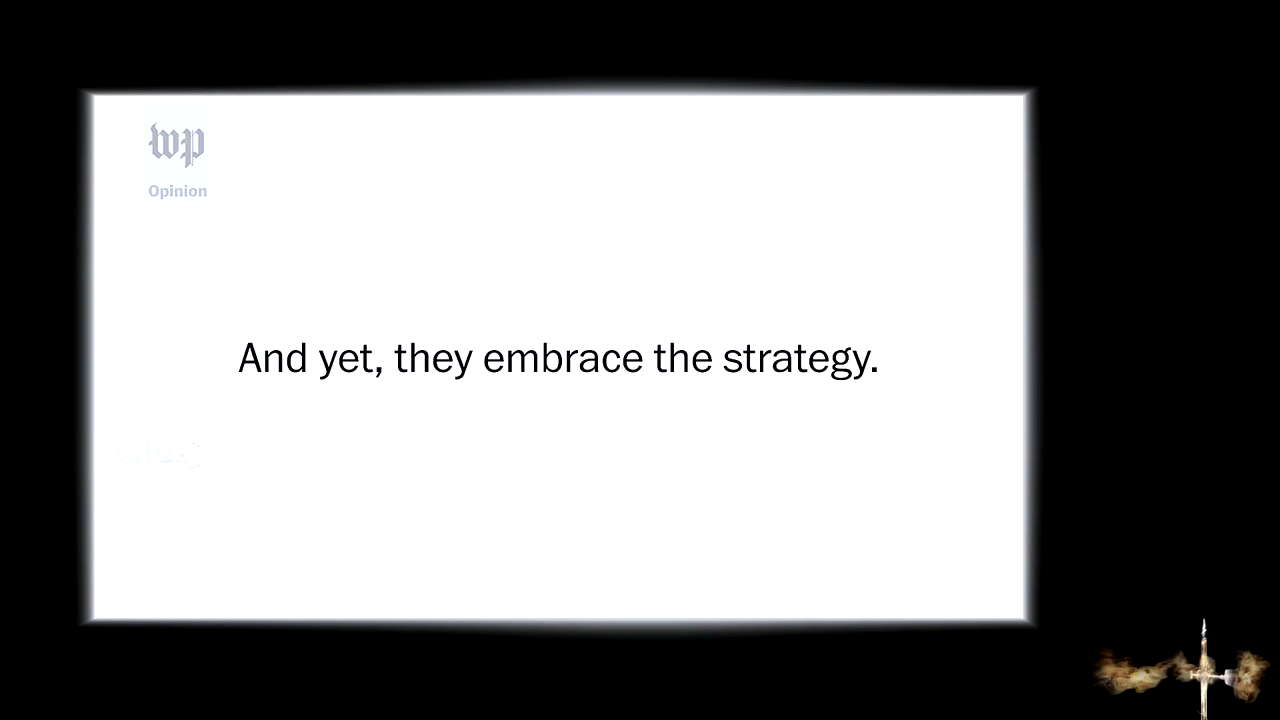 wp
Opinion
And yet, they embrace the strategy.